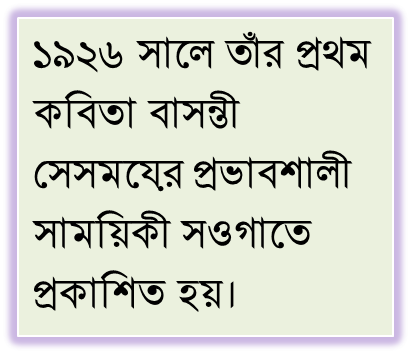 ১৯২৬ সালে তাঁর প্রথম
কবিতা বাসন্তী
সেসময়ের প্রভাবশালী
সাময়িকী সওগাতে
প্রকাশিত হয়।